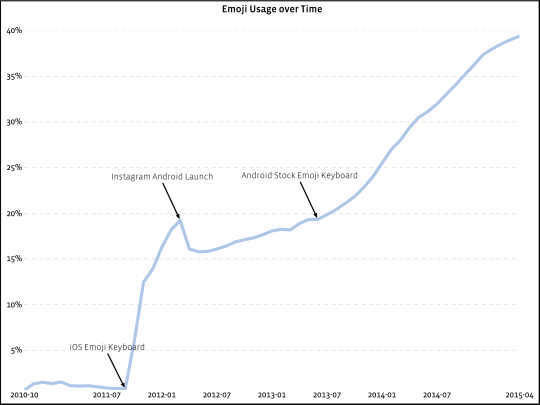 Emoji Usage over Time
40%
35%
30%
25%
Instagram Android Launch
Android Stock Emoji Keyboard
20%
15%
10%
iOS Emoji Keyboard
5%
2010-10 2011-07 2012-01 2012-07 2013-01 2013-07 2014-01 2014-07 2015-04